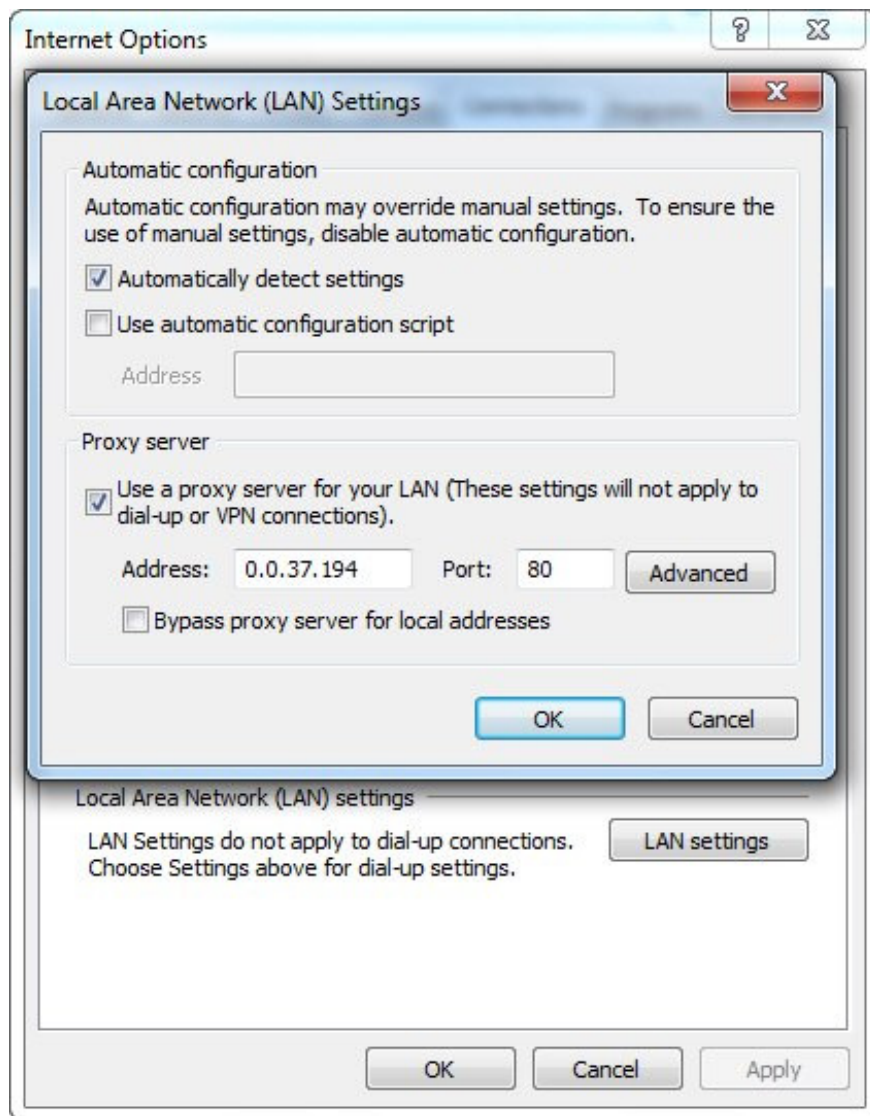 Internet Options
Local Area Network (LAN) Settings
Automatic configuration
Automatic configuration may override manual settings. To ensure the
use of manual settings, disable automatic configuration.
Automatically detect settings
Use automatic configuration script
Address
Proxy server
Use a proxy server for your LAN (These settings will not apply to
dial-up or VPN connections).
Address: 0.0.37.194 Port: 80 Advanced
Bypass proxy server for local addresses
OK Cancel
Local Area Network (LAN) settings
LAN Settings do not apply to dial-up connections. LAN settings
Choose Settings above for dial-up settings.
OK Cancel Apply